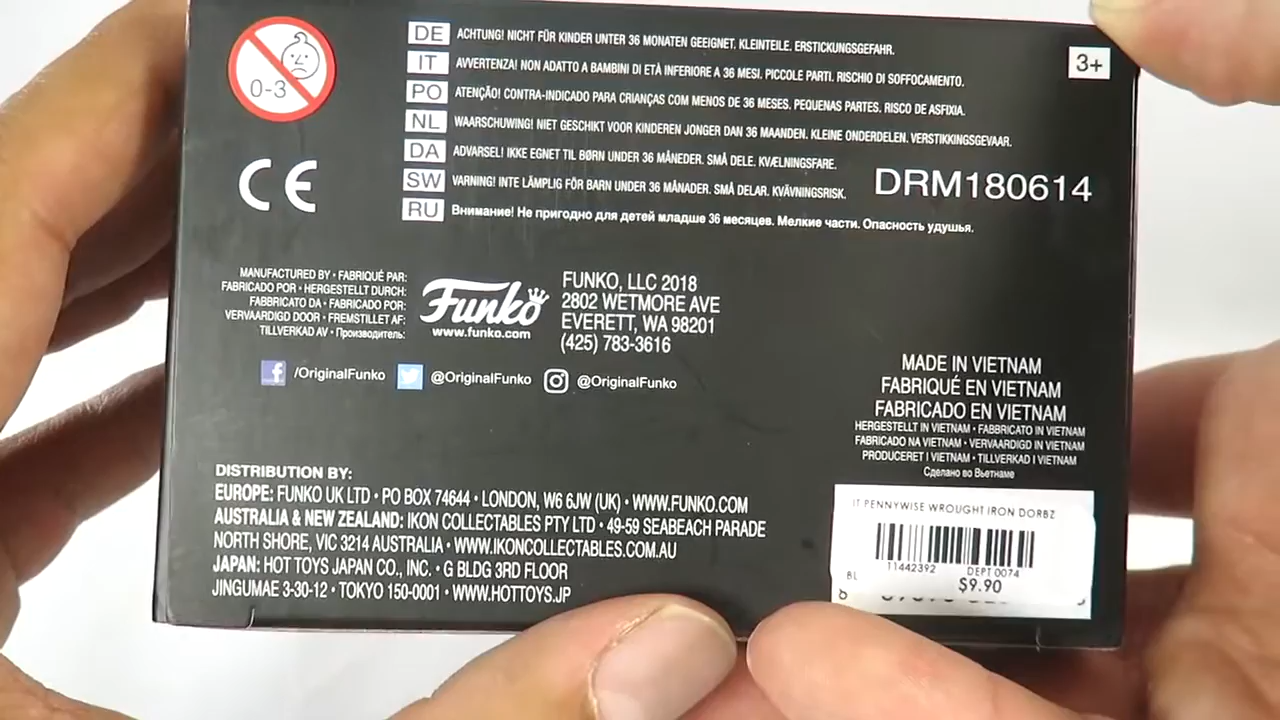 0-3
DE ACHTUNG! NICHT FÜR KINDER UNTER 36 MONATEN GEEIGNET. KLEINTEILE. ERSTICKUNGSGEFAHR.
3+
IT AVVERTENZA! NON ADATTO A BAMBINI DI ETÀ INFERIORE A 36 MESI. PICCOLE PARTI. RISCHIO DI SOFFOCAMENTO.
PO ATENÇÃO! CONTRA-INDICADO PARA CRIANÇAS COM MENOS DE 36 MESES. PEQUENAS PARTES. RISCO DE ASFIXIA.
NL WAARSCHUWING! NIET GESCHIKT VOOR KINDEREN JONGER DAN 36 MAANDEN. KLEINE ONDERDELEN. VERSTIKKINGSGEVAAR.
DA ADVARSEL! IKKE EGNET TIL BØRN UNDER 36 MÅNEDER. SMÅ DELE. KVÆLNINGSFARE.
SW VARNING! INTE LÄMPLIG FÖR BARN UNDER 36 MÅNADER. SMÅ DELAR. KVÄVNINGSRISK.
RU Внимание! Не пригодно для детей младше 36 месяцев. Мелкие части. Опасность удушья.
DRM180614
CE
MANUFACTURED BY • FABRIQUÉ PAR:
FABRICADO POR • HERGESTELLT DURCH:
FABBRICATO DA • FABRICADO POR:
VERVAARDIGD DOOR • FREMSTILLET AF:
TILLVERKAD AV • Производитель:
Funko
www.funko.com
FUNKO, LLC 2018
2802 WETMORE AVE
EVERETT, WA 98201
(425) 783-3616
/OriginalFunko @OriginalFunko @OriginalFunko
MADE IN VIETNAM
FABRIQUÉ EN VIETNAM
FABRICADO EN VIETNAM
HERGESTELLT IN VIETNAM • FABBRICATO IN VIETNAM
FABRICADO NA VIETNAM • VERVAARDIGD IN VIETNAM
PRODUCERET I VIETNAM • TILLVERKAD I VIETNAM
Сделано во Вьетнаме
DISTRIBUTION BY:
EUROPE: FUNKO UK LTD • PO BOX 74644 • LONDON, W6 6JW (UK) • WWW.FUNKO.COM
AUSTRALIA & NEW ZEALAND: IKON COLLECTABLES PTY LTD • 49-59 SEABEACH PARADE
NORTH SHORE, VIC 3214 AUSTRALIA • WWW.IKONCOLLECTABLES.COM.AU
JAPAN: HOT TOYS JAPAN CO., INC. • G BLDG 3RD FLOOR
JINGUMAE 3-30-12 • TOKYO 150-0001 • WWW.HOTTOYS.JP
IT PENNYWISE WROUGHT IRON DORBZ
11442392 DEPT 0074
BL $9.90